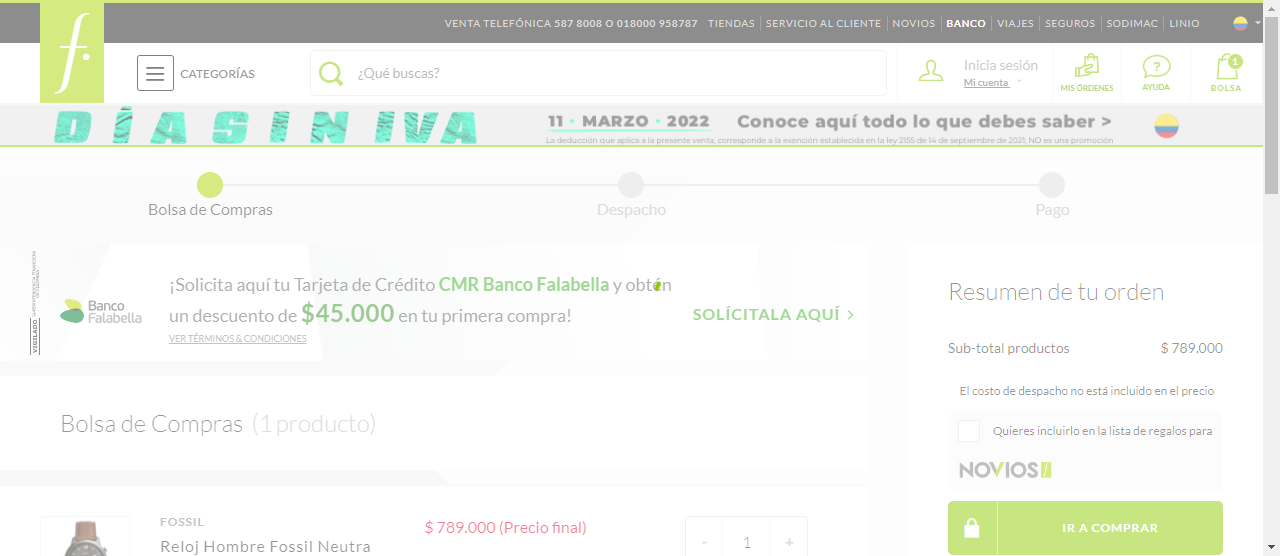 VENTA TELEFÓNICA 587 8008 O 018000 958787 TIENDAS SERVICIO AL CLIENTE NOVIOS BANCO VIAJES SEGUROS SODIMAC LINIO
f.
CATEGORÍAS
¿Qué buscas?
Inicia sesión
Mi cuenta
MIS ÓRDENES
?
AYUDA
1
BOLSA
DÍA SIN IVA
11 • MARZO • 2022
Conoce aquí todo lo que debes saber >
La deducción que aplica a la presente venta, corresponde a la exención establecida en la ley 2155 de 14 de septiembre de 2021, NO es una promoción
Bolsa de Compras
Despacho
Pago
VIGILADO
Banco
Falabella
¡Solicita aquí tu Tarjeta de Crédito CMR Banco Falabella y obtén
un descuento de $45.000 en tu primera compra!
VER TÉRMINOS & CONDICIONES
SOLÍCITALA AQUÍ >
Bolsa de Compras (1 producto)
FOSSIL
Reloj Hombre Fossil Neutra
$ 789.000 (Precio final)
- 1 +
Resumen de tu orden
Sub-total productos $ 789.000
El costo de despacho no está incluido en el precio
Quieres incluirlo en la lista de regalos para
NOVIOS f
IR A COMPRAR